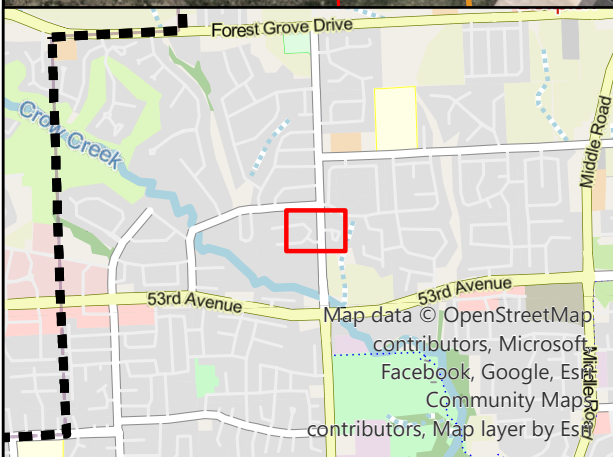 Forest Grove Drive
Crow Creek
Middle Road
53rd Avenue
53rd Avenue
Map data © OpenStreetMap
contributors, Microsoft,
Facebook, Google, Esri
Community Maps
contributors, Map layer by Esri
Middle Road